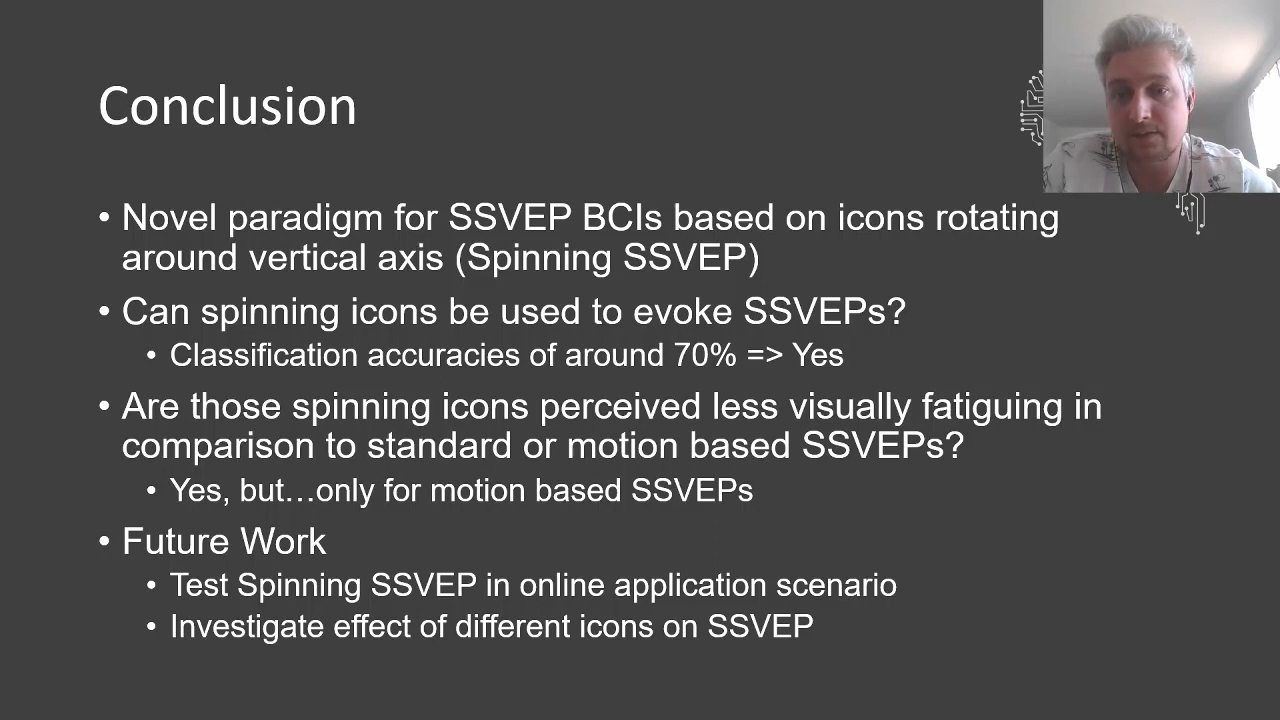 Conclusion
• Novel paradigm for SSVEP BCIs based on icons rotating
around vertical axis (Spinning SSVEP)
• Can spinning icons be used to evoke SSVEPs?
• Classification accuracies of around 70% => Yes
• Are those spinning icons perceived less visually fatiguing in
comparison to standard or motion based SSVEPs?
• Yes, but…only for motion based SSVEPs
• Future Work
• Test Spinning SSVEP in online application scenario
• Investigate effect of different icons on SSVEP